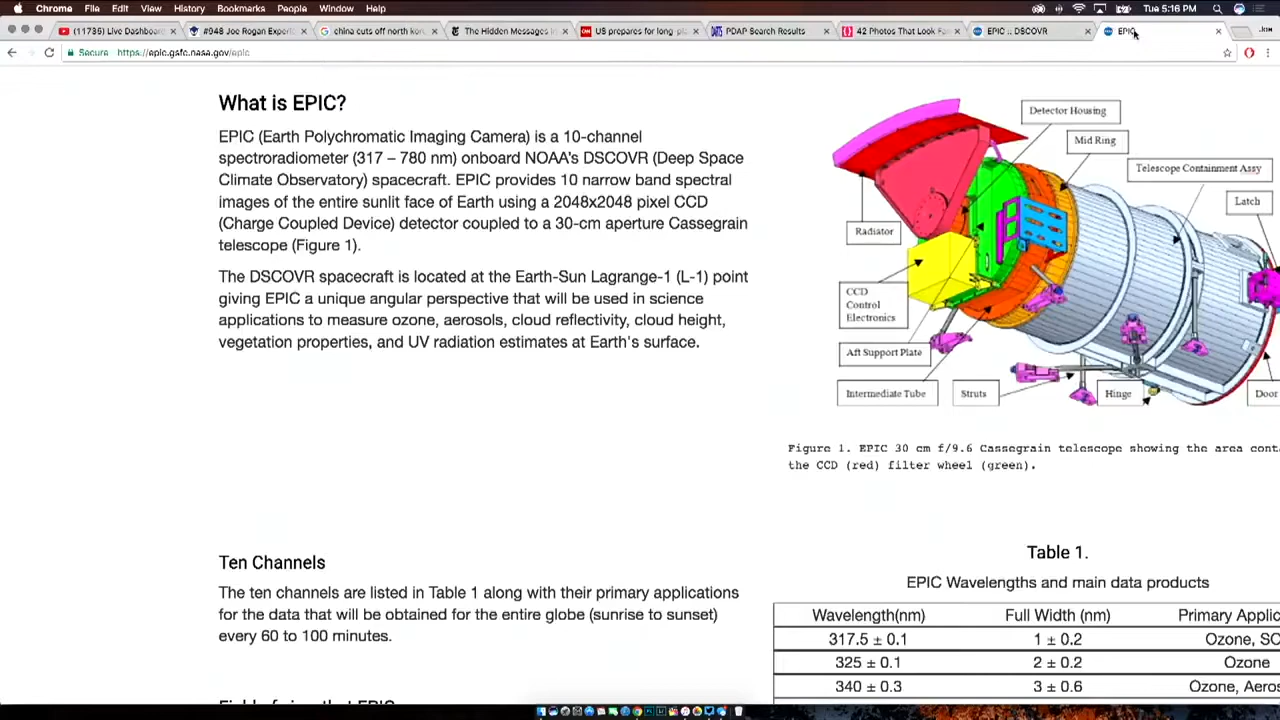 Chrome File Edit View History Bookmarks People Window Help Tue 5:16 PM
(11736) Live Dashboar
#948 Joe Rogan Experi
china cuts off north kor
The Hidden Messages in
US prepares for long-
PDAP Search Results
42 Photos That Look
EPIC :: DSCOVR
EPIC
Joe
Secure https://epic.gsfc.nasa.gov/epic
What is EPIC?
EPIC (Earth Polychromatic Imaging Camera) is a 10-channel
spectroradiometer (317 – 780 nm) onboard NOAA's DSCOVR (Deep Space
Climate Observatory) spacecraft. EPIC provides 10 narrow band spectral
images of the entire sunlit face of Earth using a 2048x2048 pixel CCD
(Charge Coupled Device) detector coupled to a 30-cm aperture Cassegrain
telescope (Figure 1).
The DSCOVR spacecraft is located at the Earth-Sun Lagrange-1 (L-1) point
giving EPIC a unique angular perspective that will be used in science
applications to measure ozone, aerosols, cloud reflectivity, cloud height,
vegetation properties, and UV radiation estimates at Earth's surface.
Detector Housing
Mid Ring
Telescope Containment Assy
Latch
Radiator
CCD
Control
Electronics
Aft Support Plate
Intermediate Tube
Struts
Hinge
Door
Figure 1. EPIC 30 cm f/9.6 Cassegrain telescope showing the area cont
the CCD (red) filter wheel (green).
Ten Channels
The ten channels are listed in Table 1 along with their primary applications
for the data that will be obtained for the entire globe (sunrise to sunset)
every 60 to 100 minutes.
Table 1.
EPIC Wavelengths and main data products
Wavelength(nm) Full Width (nm) Primary Applic
317.5 ± 0.1 1 ± 0.2 Ozone, SO
325 ± 0.1 2 ± 0.2 Ozone
340 ± 0.3 3 ± 0.6 Ozone, Aeros